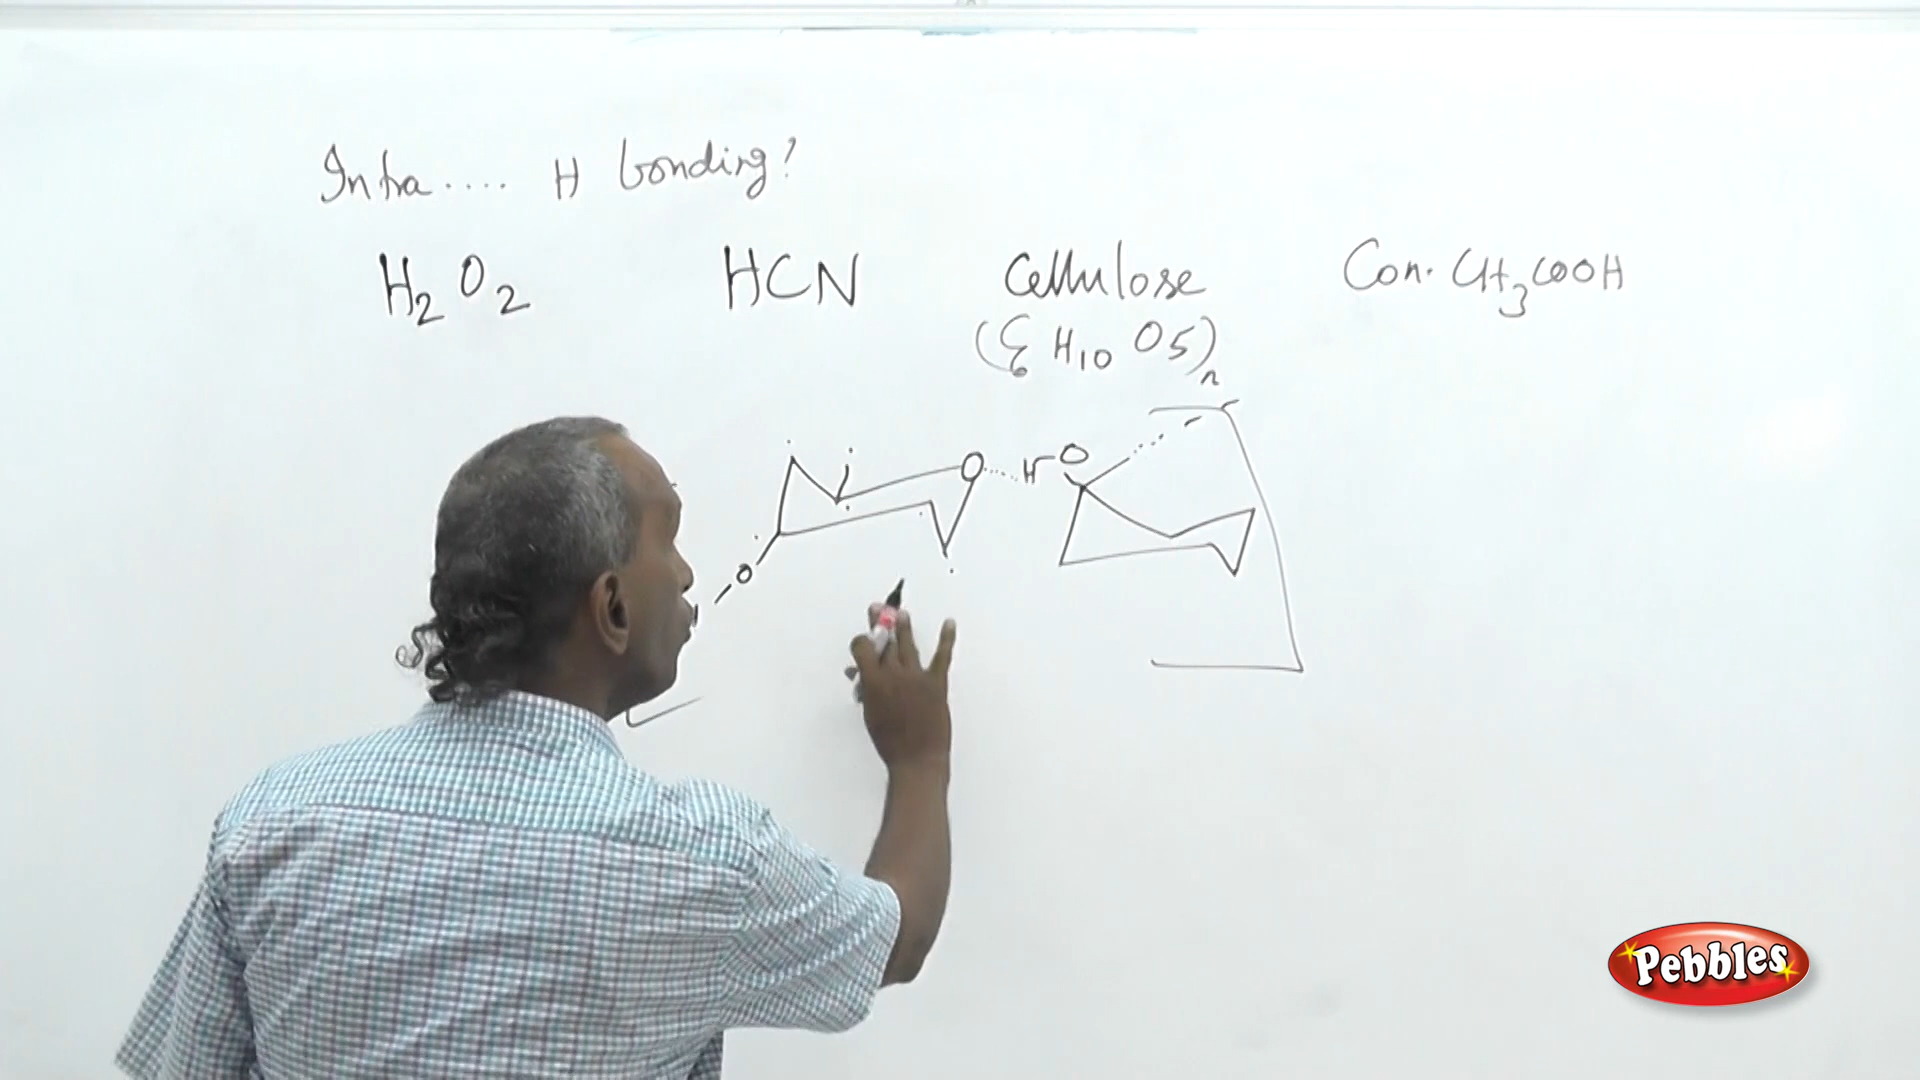 Intra.... H bonding?
H2O2 HCN Cellulose Con. CH3COOH
(C6H10O5)n
O H O
O
Pebbles